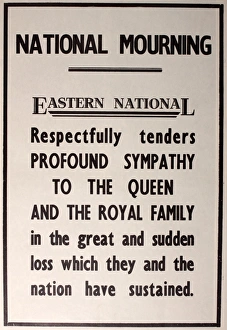 NATIONAL MOURNING
EASTERN NATIONAL
Respectfully tenders
PROFOUND SYMPATHY
TO THE QUEEN
AND THE ROYAL FAMILY
in the great and sudden
loss which they and the
nation have sustained.